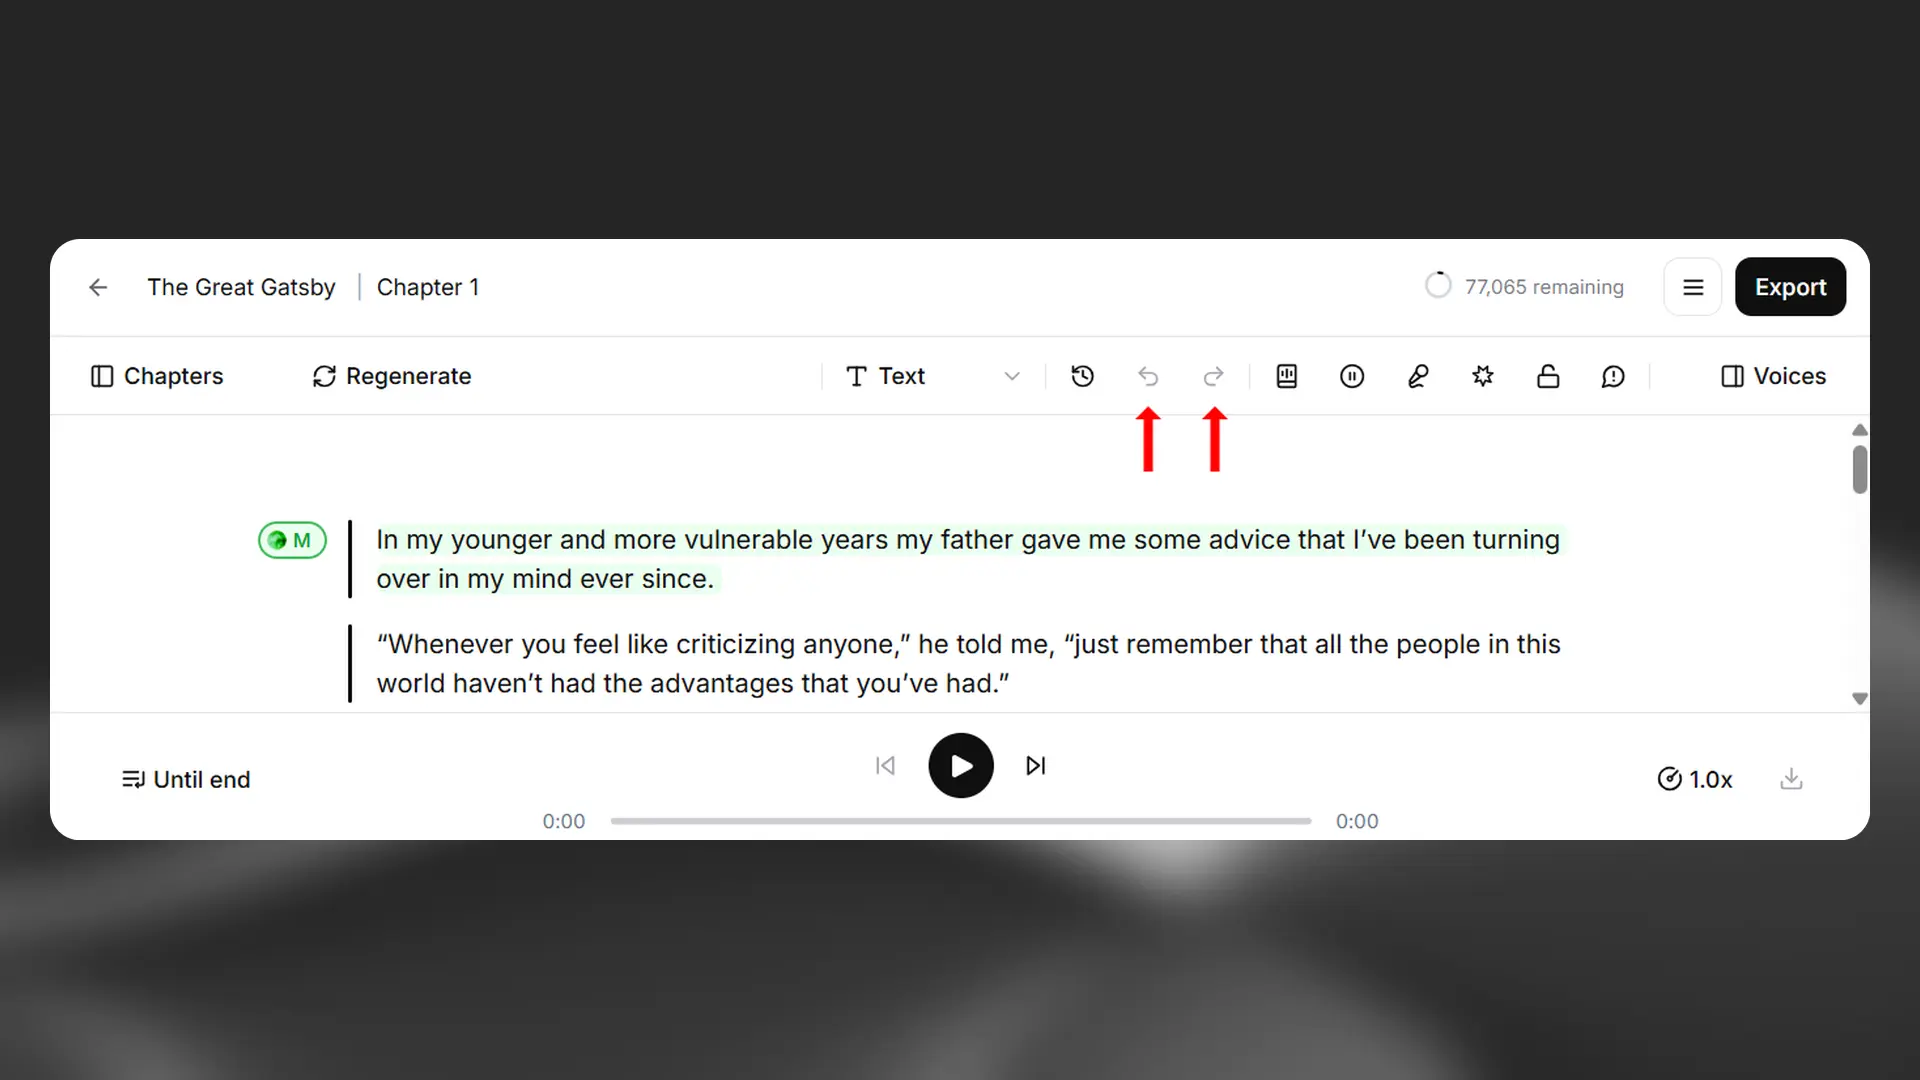 The Great Gatsby
Chapter 1
77,065 remaining
Export
Chapters
Regenerate
Text
Voices
M
In my younger and more vulnerable years my father gave me some advice that I’ve been turning
over in my mind ever since.
“Whenever you feel like criticizing anyone,” he told me, “just remember that all the people in this
world haven’t had the advantages that you’ve had.”
Until end
1.0x
0:00
0:00